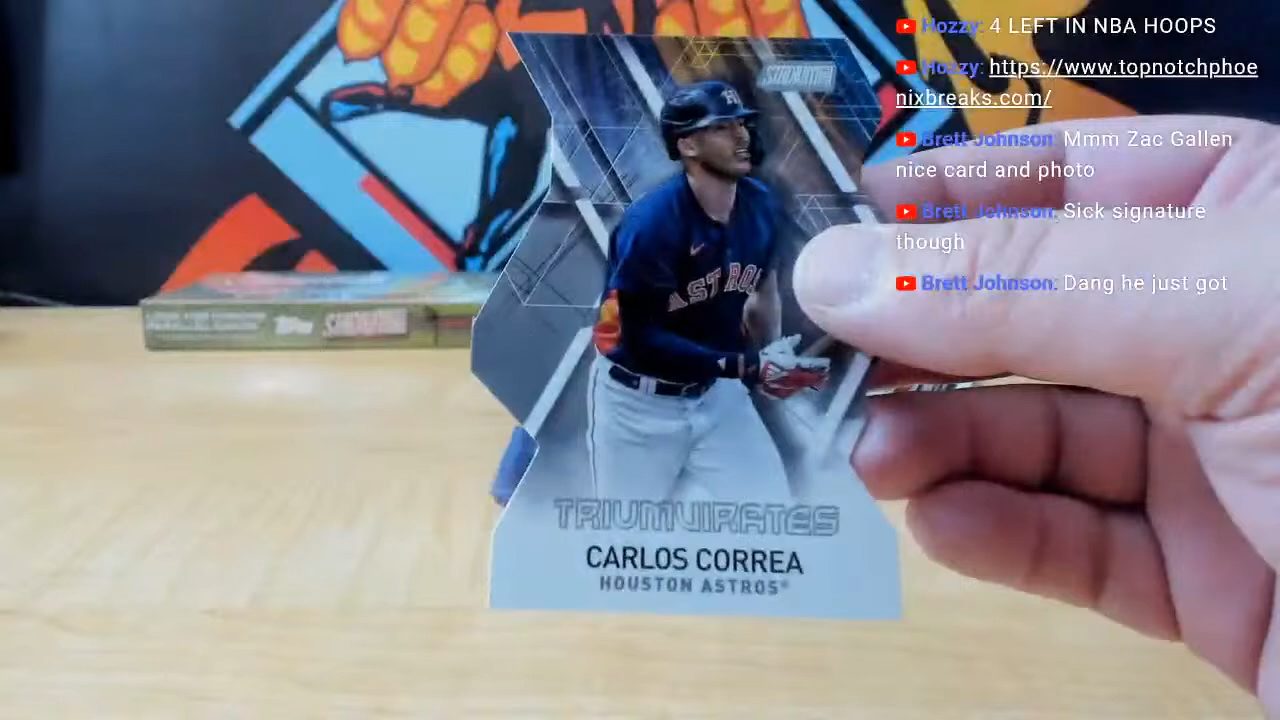 Hozzy: 4 LEFT IN NBA HOOPS
Hozzy: https://www.topnotchphoe
nixbreaks.com/
Brett Johnson: Mmm Zac Gallen
nice card and photo
Brett Johnson: Sick signature
though
Brett Johnson: Dang he just got
STADIUM
H
ASTROS
TRIUMVIRATES
CARLOS CORREA
HOUSTON ASTROS®
Topps
STADIUM